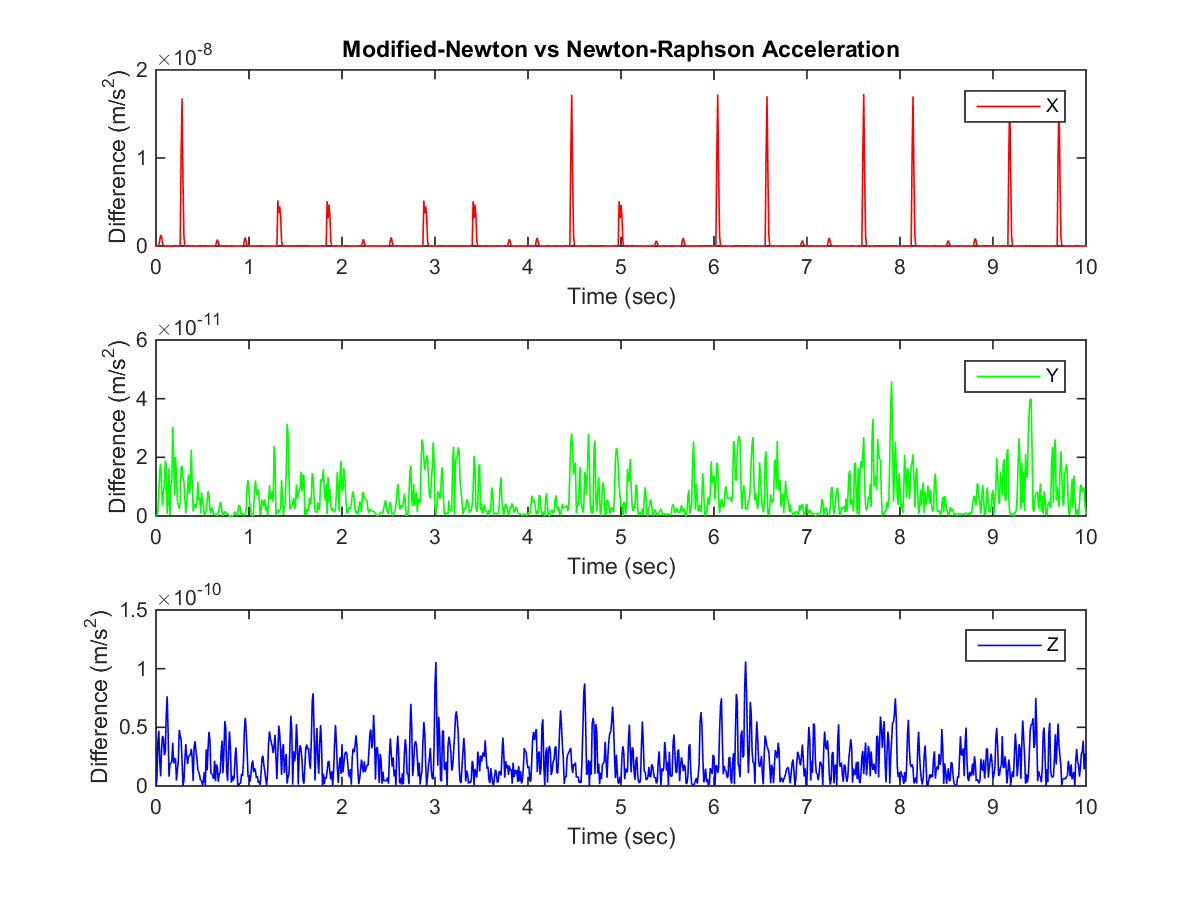 Modified-Newton vs Newton-Raphson Acceleration
×10^-8
Difference (m/s^2)
2
1
0
X
0 1 2 3 4 5 6 7 8 9 10
Time (sec)
×10^-11
Difference (m/s^2)
6
4
2
0
Y
0 1 2 3 4 5 6 7 8 9 10
Time (sec)
×10^-10
Difference (m/s^2)
1.5
1
0.5
0
Z
0 1 2 3 4 5 6 7 8 9 10
Time (sec)